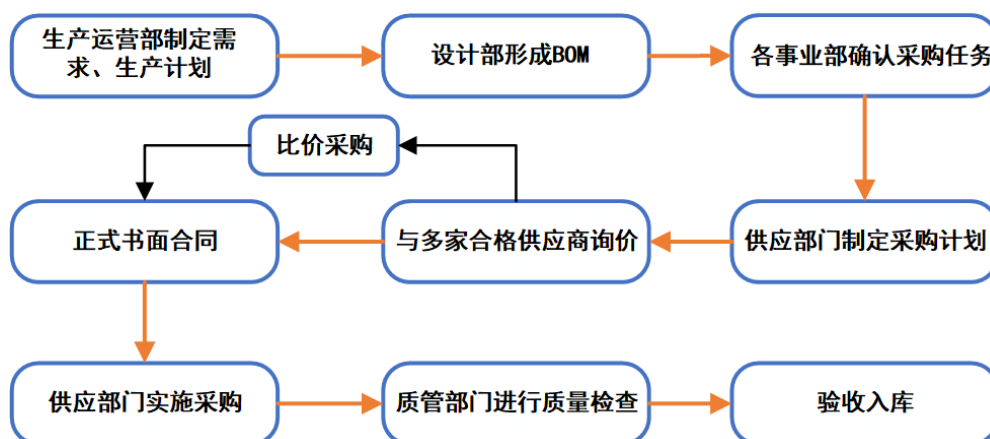 生产运营部制定需
求、生产计划
设计部形成BOM
各事业部确认采购任务
比价采购
正式书面合同
与多家合格供应商询价
供应部门制定采购计划
供应部门实施采购
质管部门进行质量检查
验收入库